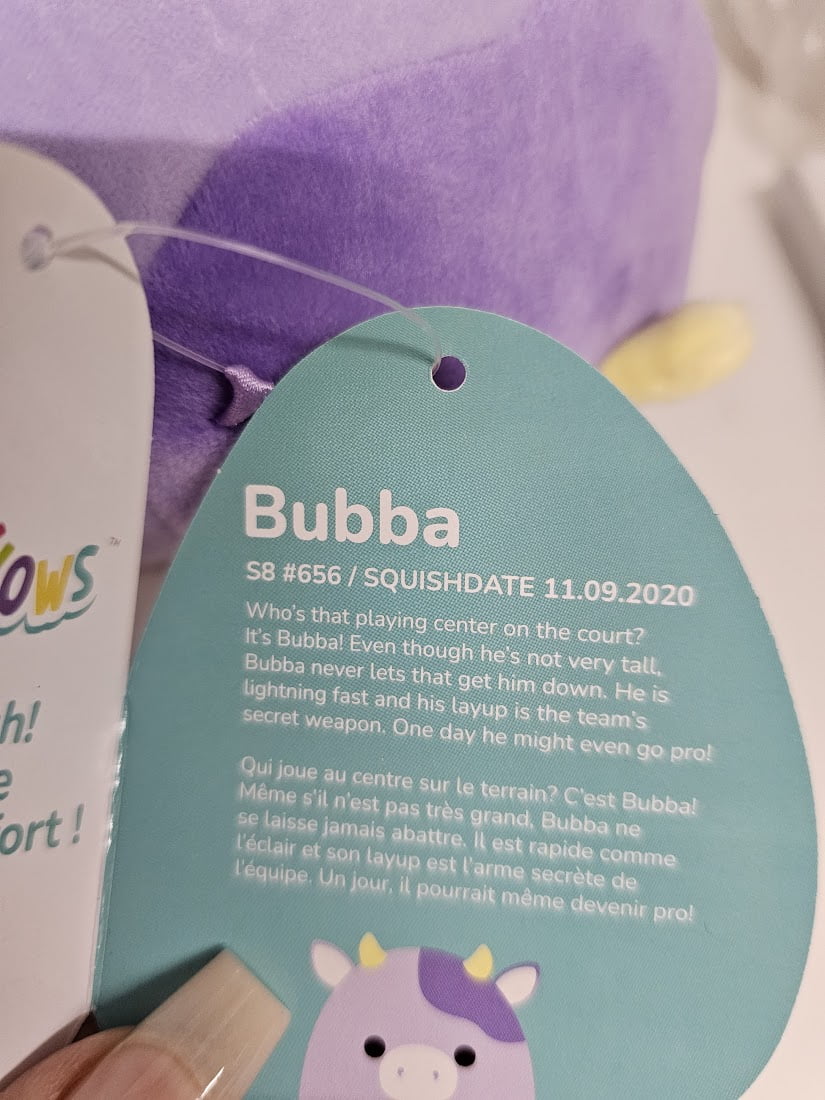 OWS
TM
h!
e
ort !
Bubba
S8 #656 / SQUISHDATE 11.09.2020
Who's that playing center on the court?
It's Bubba! Even though he's not very tall,
Bubba never lets that get him down. He is
lightning fast and his layup is the team's
secret weapon. One day he might even go pro!
Qui joue au centre sur le terrain? C'est Bubba!
Même s'il n'est pas très grand, Bubba ne
se laisse jamais abattre. Il est rapide comme
l'éclair et son layup est l'arme secrète de
l'équipe. Un jour, il pourrait même devenir pro!